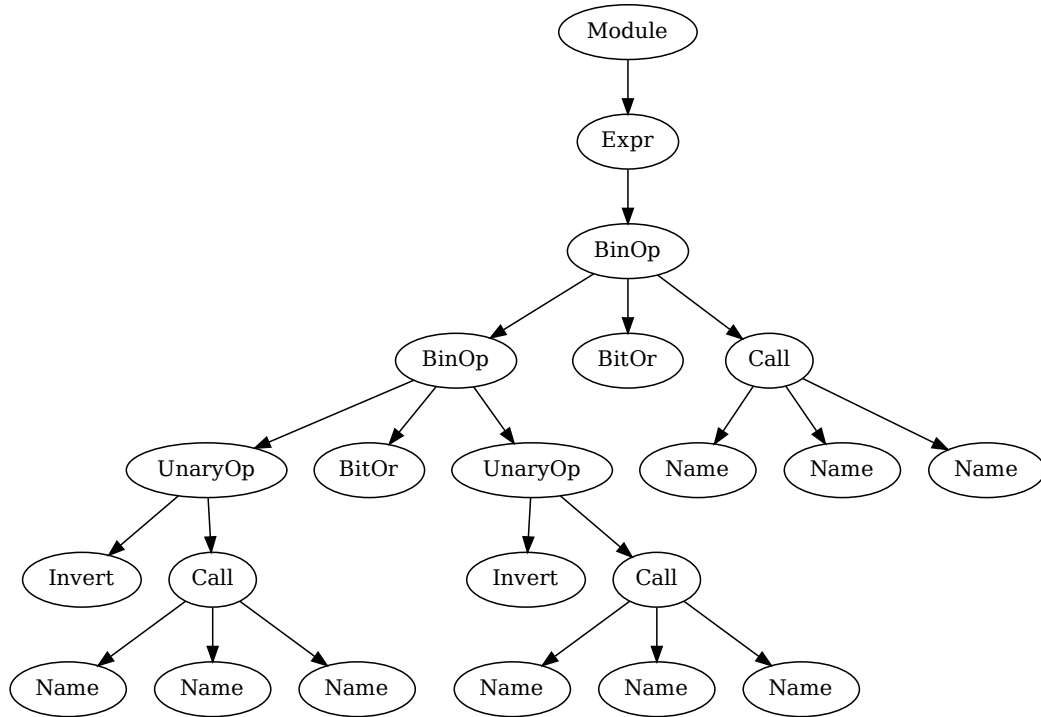 Module
Expr
BinOp
BinOp
BitOr
Call
UnaryOp
BitOr
UnaryOp
Name
Name
Name
Invert
Call
Invert
Call
Name
Name
Name
Name
Name
Name